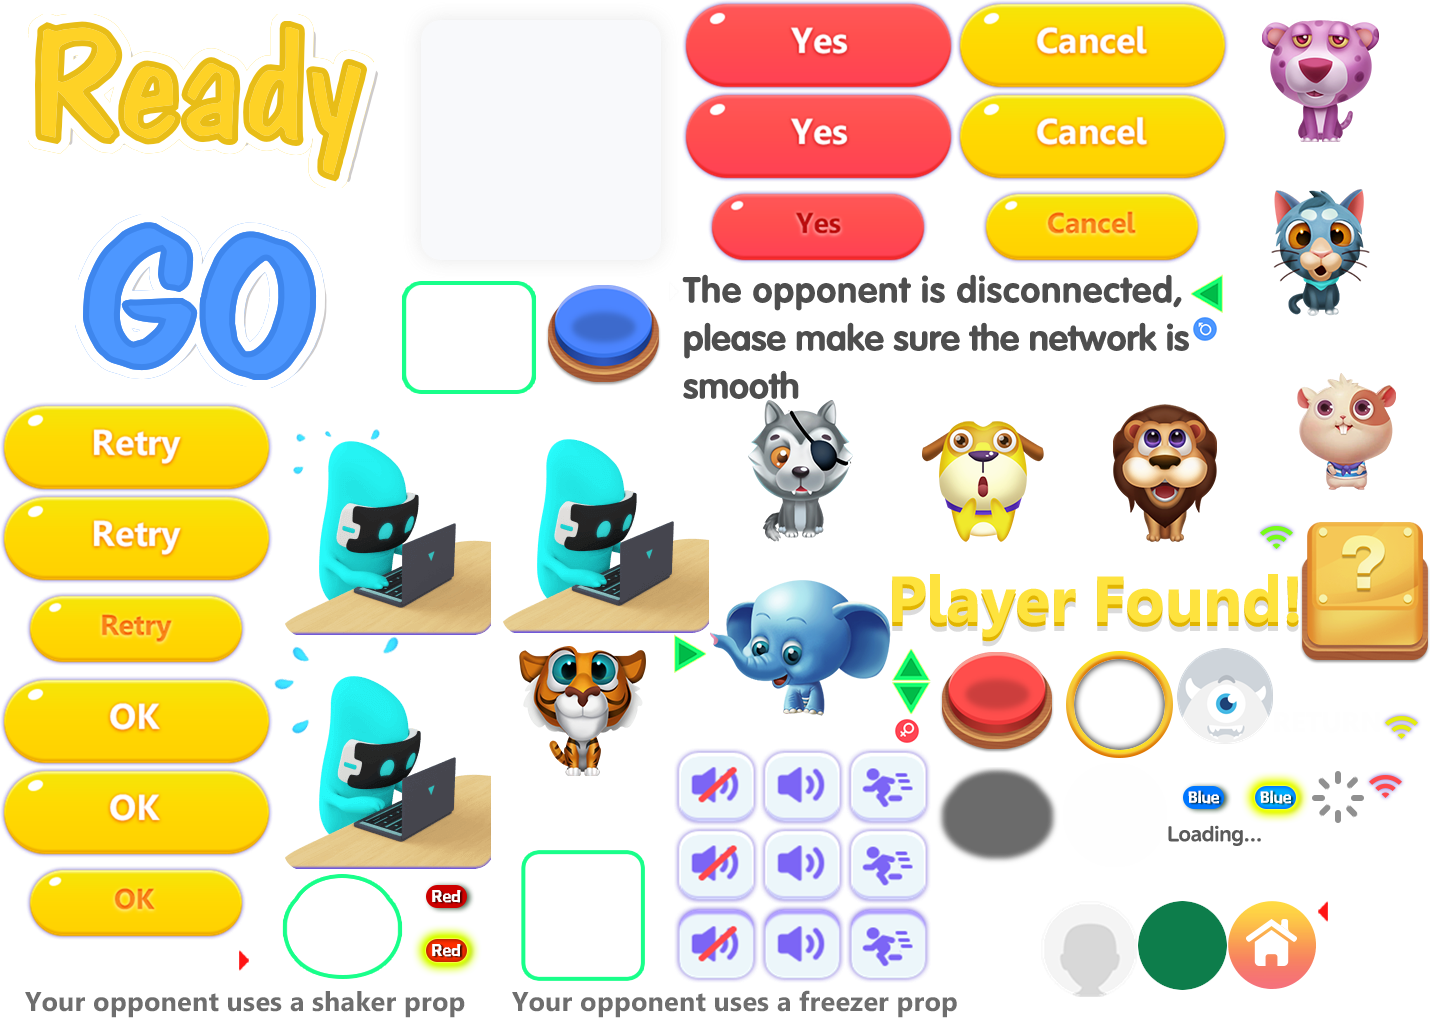 Ready
GO
Yes
Cancel
Yes
Cancel
Yes
Cancel
The opponent is disconnected,
please make sure the network is
smooth
Retry
Retry
Retry
OK
OK
OK
Player Found!
?
Blue
Blue
Loading...
Red
Red
Your opponent uses a shaker prop
Your opponent uses a freezer prop